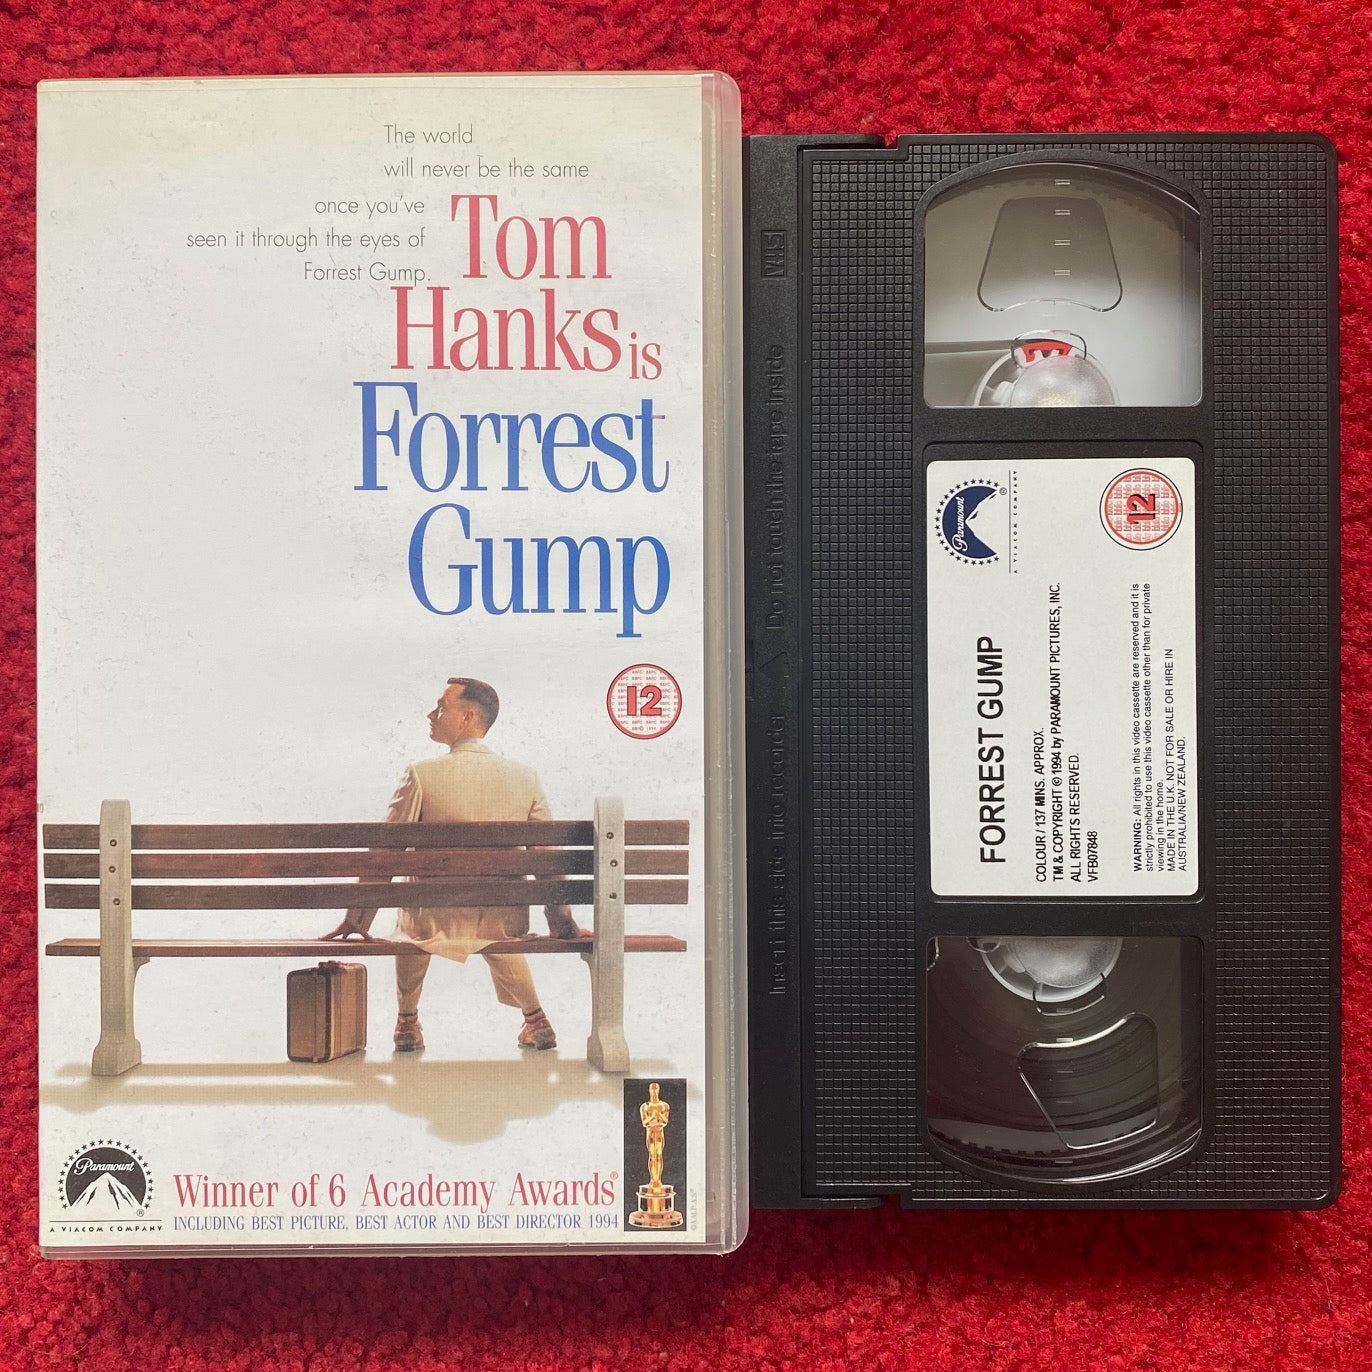 The world
will never be the same
once you've
seen it through the eyes of
Forrest Gump.
Tom
Hanks is
Forrest
Gump
12
Paramount
®
A VIACOM COMPANY
Winner of 6 Academy Awards®
INCLUDING BEST PICTURE, BEST ACTOR AND BEST DIRECTOR 1994
©A.M.P.A.S.®
VHS
Do not touch the tape inside
Insert this side into recorder
Paramount
®
A VIACOM COMPANY
12
FORREST GUMP
COLOUR / 137 MINS. APPROX.
TM & COPYRIGHT © 1994 by PARAMOUNT PICTURES, INC.
ALL RIGHTS RESERVED.
VFB07848
WARNING: All rights in this video cassette are reserved and it is
strictly prohibited to use this video cassette other than for private
viewing in the home.
MADE IN THE U.K. NOT FOR SALE OR HIRE IN
AUSTRALIA/NEW ZEALAND.